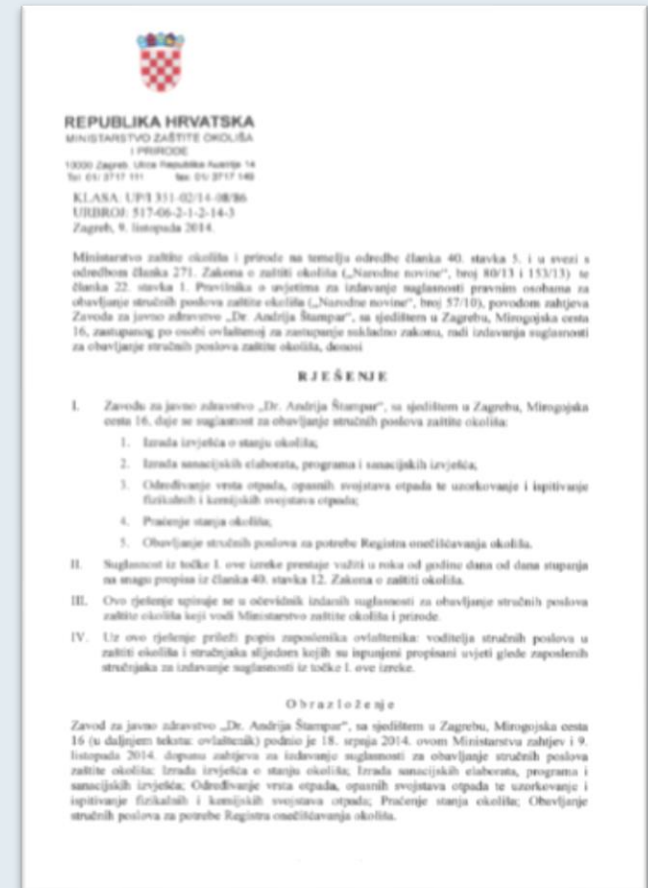 REPUBLIKA HRVATSKA
MINISTARSTVO ZAŠTITE OKOLIŠA
I PRIRODE
10000 Zagreb, Ulica Republike Austrije 14
Tel: 01/ 3717 111 fax: 01/ 3717 149
KLASA: UP/I 351-02/14-08/86
URBROJ: 517-06-2-1-2-14-3
Zagreb, 9. listopada 2014.
Ministarstvo zaštite okoliša i prirode na temelju odredbe članka 40. stavka 5. i u svezi s
odredbom članka 271. Zakona o zaštiti okoliša („Narodne novine", broj 80/13 i 153/13) te
članka 22. stavka 1. Pravilnika o uvjetima za izdavanje suglasnosti pravnim osobama za
obavljanje stručnih poslova zaštite okoliša („Narodne novine", broj 57/10), povodom zahtjeva
Zavoda za javno zdravstvo „Dr. Andrija Štampar", sa sjedištem u Zagrebu, Mirogojska cesta
16, zastupanog po osobi ovlaštenoj za zastupanje sukladno zakonu, radi izdavanja suglasnosti
za obavljanje stručnih poslova zaštite okoliša, donosi
RJEŠENJE
I. Zavodu za javno zdravstvo „Dr. Andrija Štampar", sa sjedištem u Zagrebu, Mirogojska
cesta 16, daje se suglasnost za obavljanje stručnih poslova zaštite okoliša:
1. Izrada izvješća o stanju okoliša;
2. Izrada sanacijskih elaborata, programa i sanacijskih izvješća;
3. Određivanje vrsta otpada, opasnih svojstava otpada te uzorkovanje i ispitivanje
fizikalnih i kemijskih svojstava otpada;
4. Praćenje stanja okoliša;
5. Obavljanje stručnih poslova za potrebe Registra onečišćavanja okoliša.
II. Suglasnost iz točke I. ove izreke prestaje važiti u roku od godine dana od dana stupanja
na snagu propisa iz članka 40. stavka 12. Zakona o zaštiti okoliša.
III. Ovo rješenje upisuje se u očevidnik izdanih suglasnosti za obavljanje stručnih poslova
zaštite okoliša koji vodi Ministarstvo zaštite okoliša i prirode.
IV. Uz ovo rješenje prileži popis zaposlenika ovlaštenika: voditelja stručnih poslova u
zaštiti okoliša i stručnjaka slijedom kojih su ispunjeni propisani uvjeti glede zaposlenih
stručnjaka za izdavanje suglasnosti iz točke I. ove izreke.
Obrazloženje
Zavod za javno zdravstvo „Dr. Andrija Štampar", sa sjedištem u Zagrebu, Mirogojska cesta
16 (u daljnjem tekstu: ovlaštenik) podnio je 18. srpnja 2014. ovom Ministarstvu zahtjev i 9.
listopada 2014. dopunu zahtjeva za izdavanje suglasnosti za obavljanje stručnih poslova
zaštite okoliša: Izrada izvješća o stanju okoliša; Izrada sanacijskih elaborata, programa i
sanacijskih izvješća; Određivanje vrsta otpada, opasnih svojstava otpada te uzorkovanje i
ispitivanje fizikalnih i kemijskih svojstava otpada; Praćenje stanja okoliša; Obavljanje
stručnih poslova za potrebe Registra onečišćavanja okoliša.